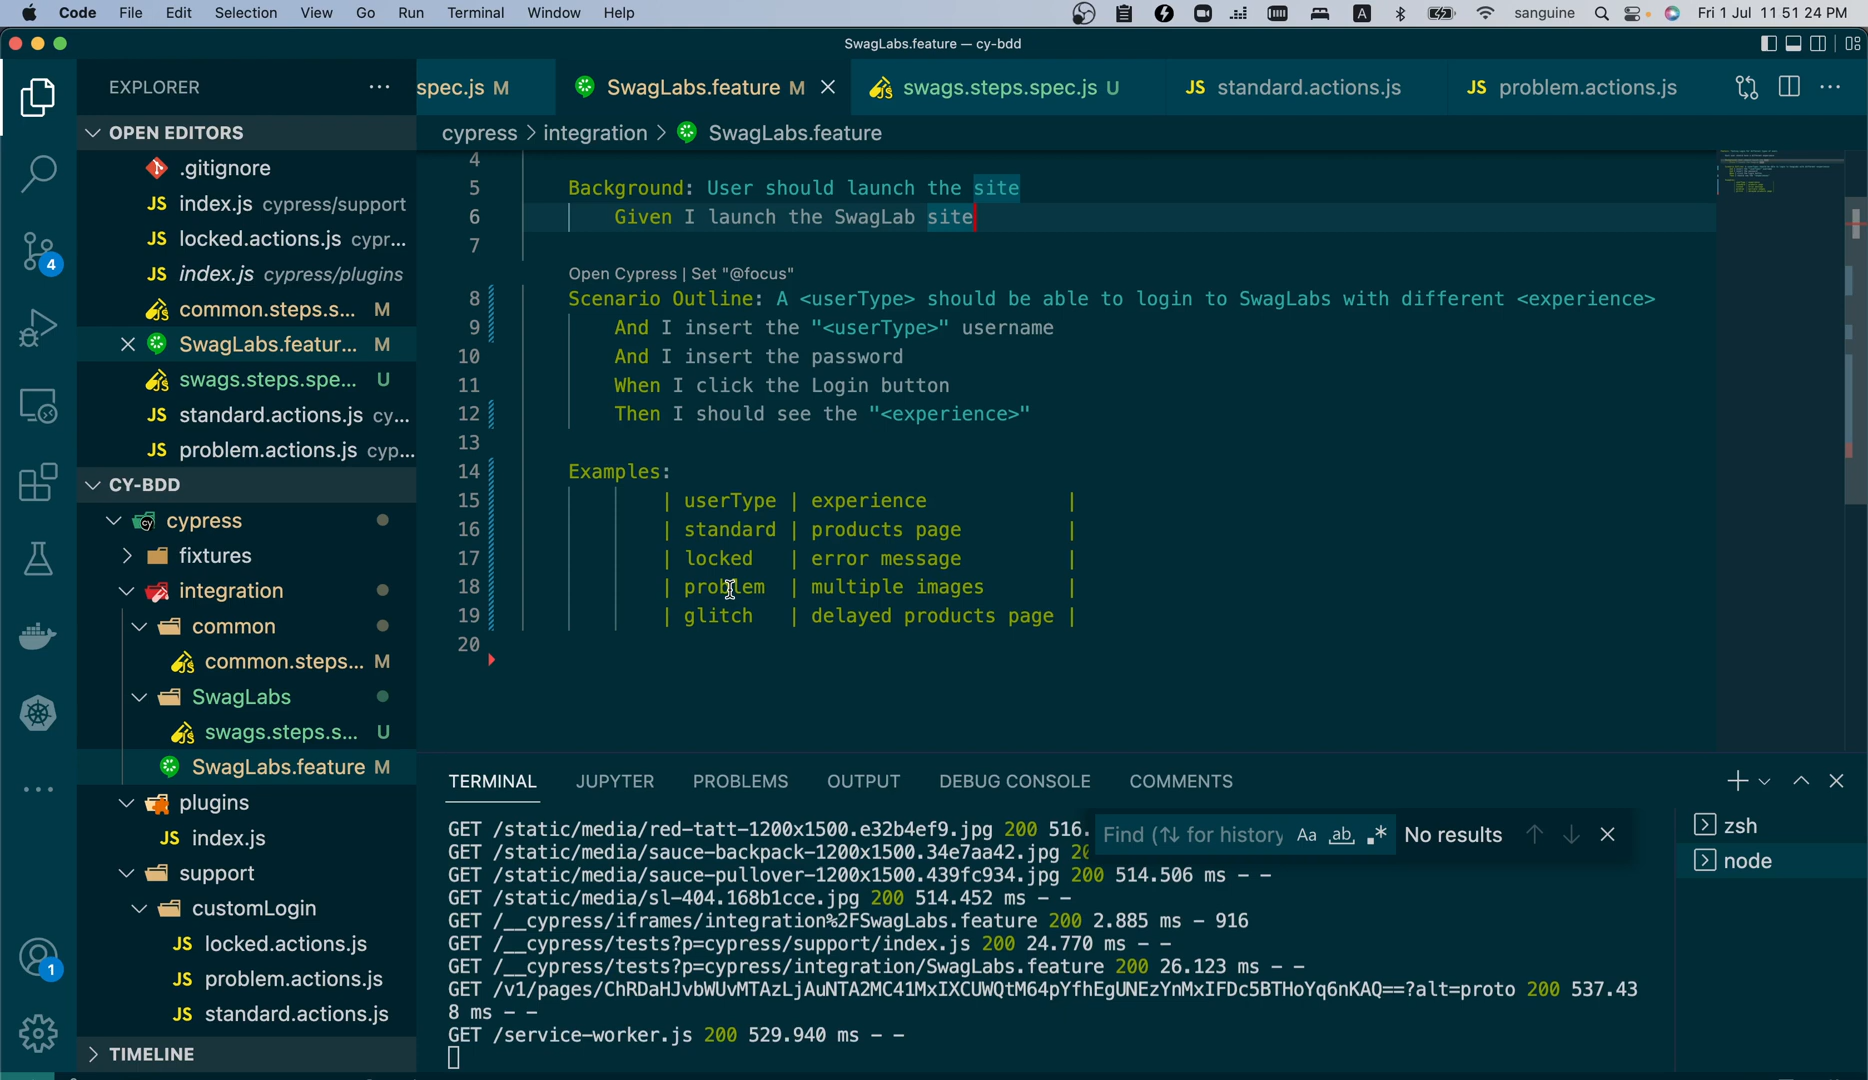 Code File Edit Selection View Go Run Terminal Window Help A sanguine Fri 1 Jul 11 51 24 PM
SwagLabs.feature — cy-bdd
EXPLORER
spec.js M
SwagLabs.feature M
swags.steps.spec.js U
JS standard.actions.js
JS problem.actions.js
cypress > integration > SwagLabs.feature
OPEN EDITORS
.gitignore
JS index.js cypress/support
JS locked.actions.js cypr...
JS index.js cypress/plugins
common.steps.s... M
SwagLabs.featur... M
swags.steps.spe... U
JS standard.actions.js cy...
JS problem.actions.js cyp...
CY-BDD
cypress
fixtures
integration
common
common.steps... M
SwagLabs
swags.steps.s... U
SwagLabs.feature M
plugins
JS index.js
support
customLogin
JS locked.actions.js
JS problem.actions.js
JS standard.actions.js
TIMELINE
4
1
4
5 Background: User should launch the site
6 Given I launch the SwagLab site
7
Open Cypress | Set "@focus"
8 Scenario Outline: A <userType> should be able to login to SwagLabs with different <experience>
9 And I insert the "<userType>" username
10 And I insert the password
11 When I click the Login button
12 Then I should see the "<experience>"
13
14 Examples:
15 | userType | experience |
16 | standard | products page |
17 | locked | error message |
18 | problem | multiple images |
19 | glitch | delayed products page |
20
TERMINAL JUPYTER PROBLEMS OUTPUT DEBUG CONSOLE COMMENTS
Find (⇅ for history Aa ab .* No results
zsh
node
GET /static/media/red-tatt-1200x1500.e32b4ef9.jpg 200 516.
GET /static/media/sauce-backpack-1200x1500.34e7aa42.jpg 20
GET /static/media/sauce-pullover-1200x1500.439fc934.jpg 200 514.506 ms - -
GET /static/media/sl-404.168b1cce.jpg 200 514.452 ms - -
GET /__cypress/iframes/integration%2FSwagLabs.feature 200 2.885 ms - 916
GET /__cypress/tests?p=cypress/support/index.js 200 24.770 ms - -
GET /__cypress/tests?p=cypress/integration/SwagLabs.feature 200 26.123 ms - -
GET /v1/pages/ChRDaHJvbWUvMTAzLjAuNTA2MC41MxIXCUWQtM64pYfhEgUNEzYnMxIFDc5BTHoYq6nKAQ==?alt=proto 200 537.43
8 ms - -
GET /service-worker.js 200 529.940 ms - -